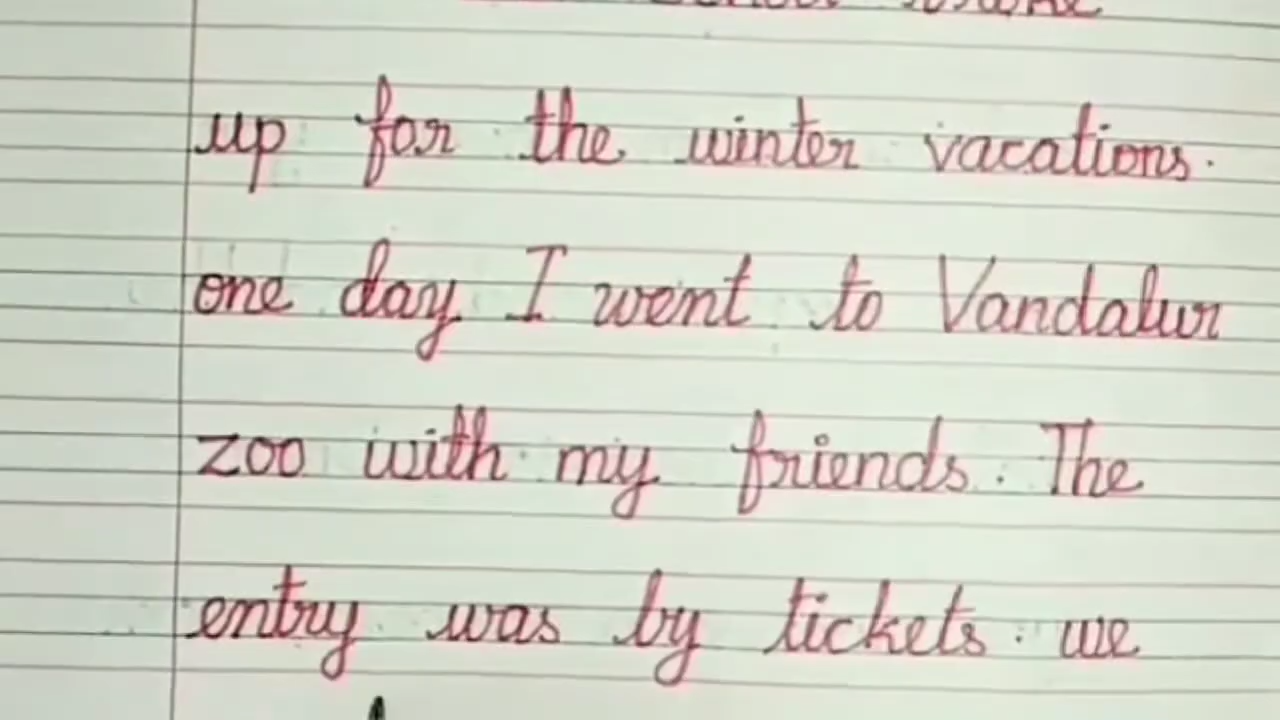 up for the winter vacations.
one day I went to Vandalur
zoo with my friends. The
entry was by tickets. we